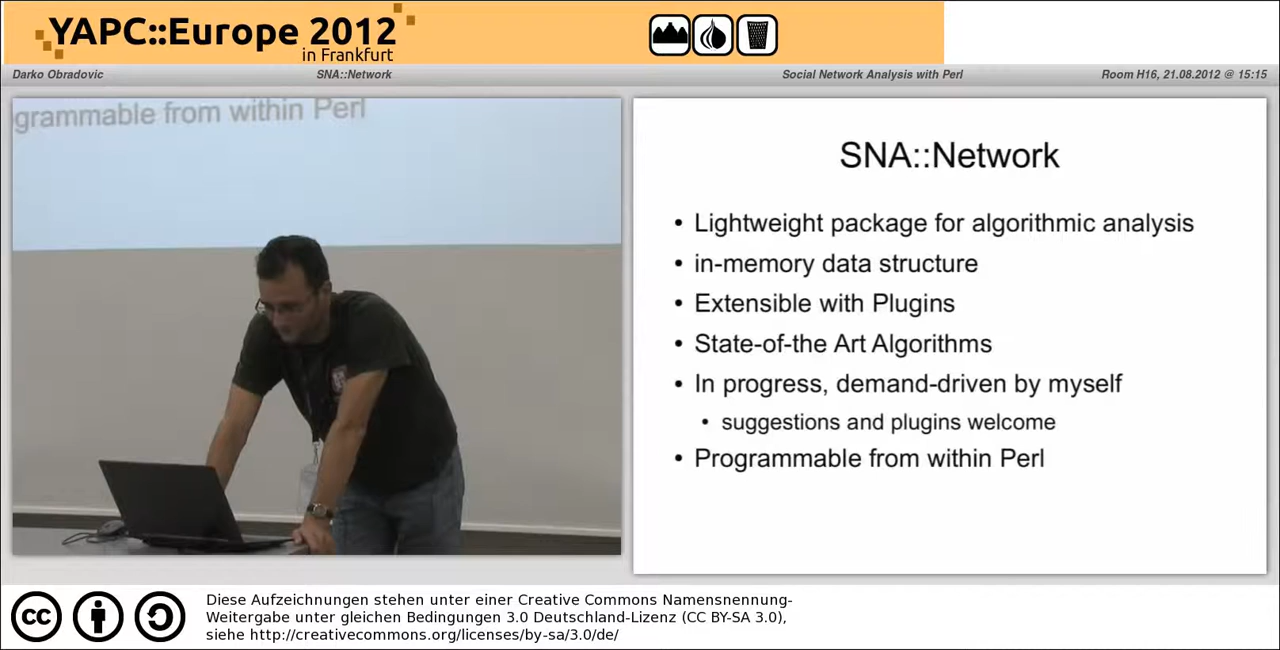 YAPC::Europe 2012
in Frankfurt
Darko Obradovic
SNA::Network
Social Network Analysis with Perl
Room H16, 21.08.2012 @ 15:15
grammable from within Perl
SNA::Network
• Lightweight package for algorithmic analysis
• in-memory data structure
• Extensible with Plugins
• State-of-the Art Algorithms
• In progress, demand-driven by myself
• suggestions and plugins welcome
• Programmable from within Perl
cc
Diese Aufzeichnungen stehen unter einer Creative Commons Namensnennung-
Weitergabe unter gleichen Bedingungen 3.0 Deutschland-Lizenz (CC BY-SA 3.0),
siehe http://creativecommons.org/licenses/by-sa/3.0/de/